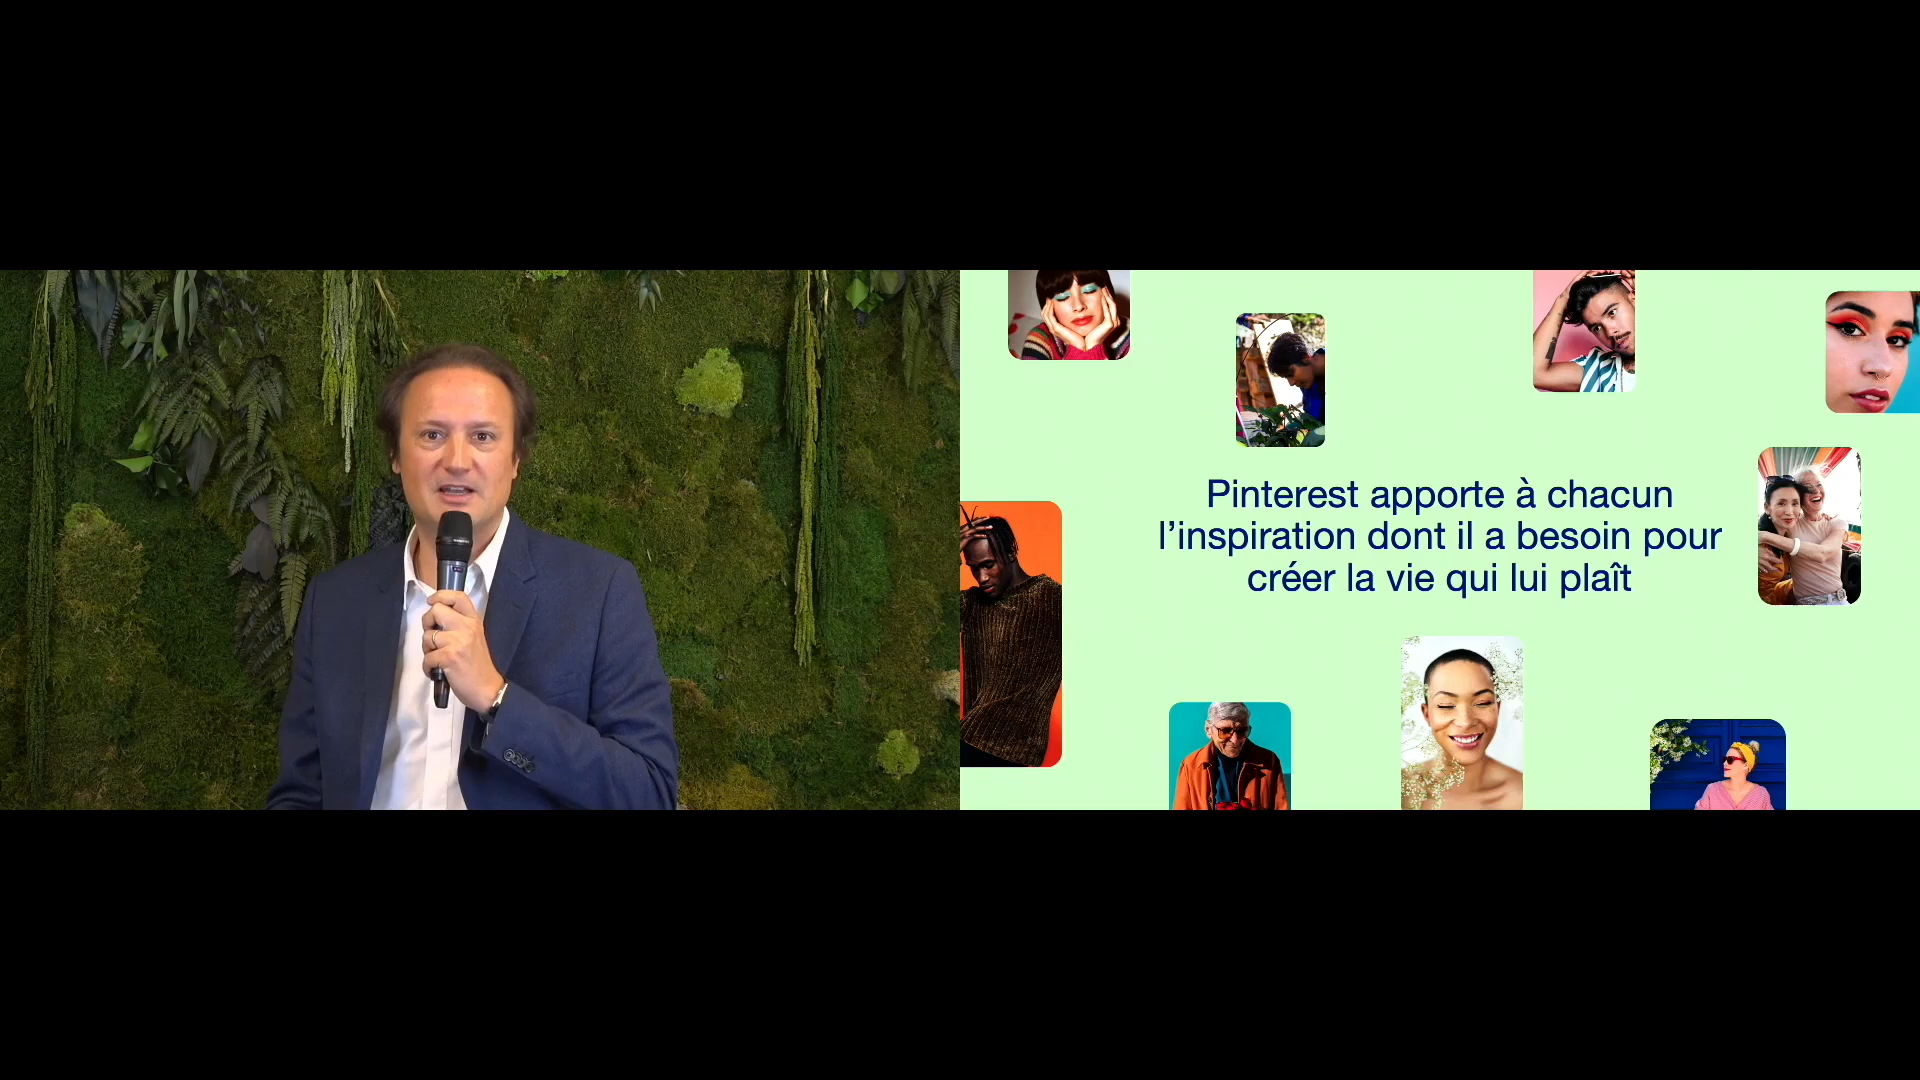 Pinterest apporte à chacun
l’inspiration dont il a besoin pour
créer la vie qui lui plaît